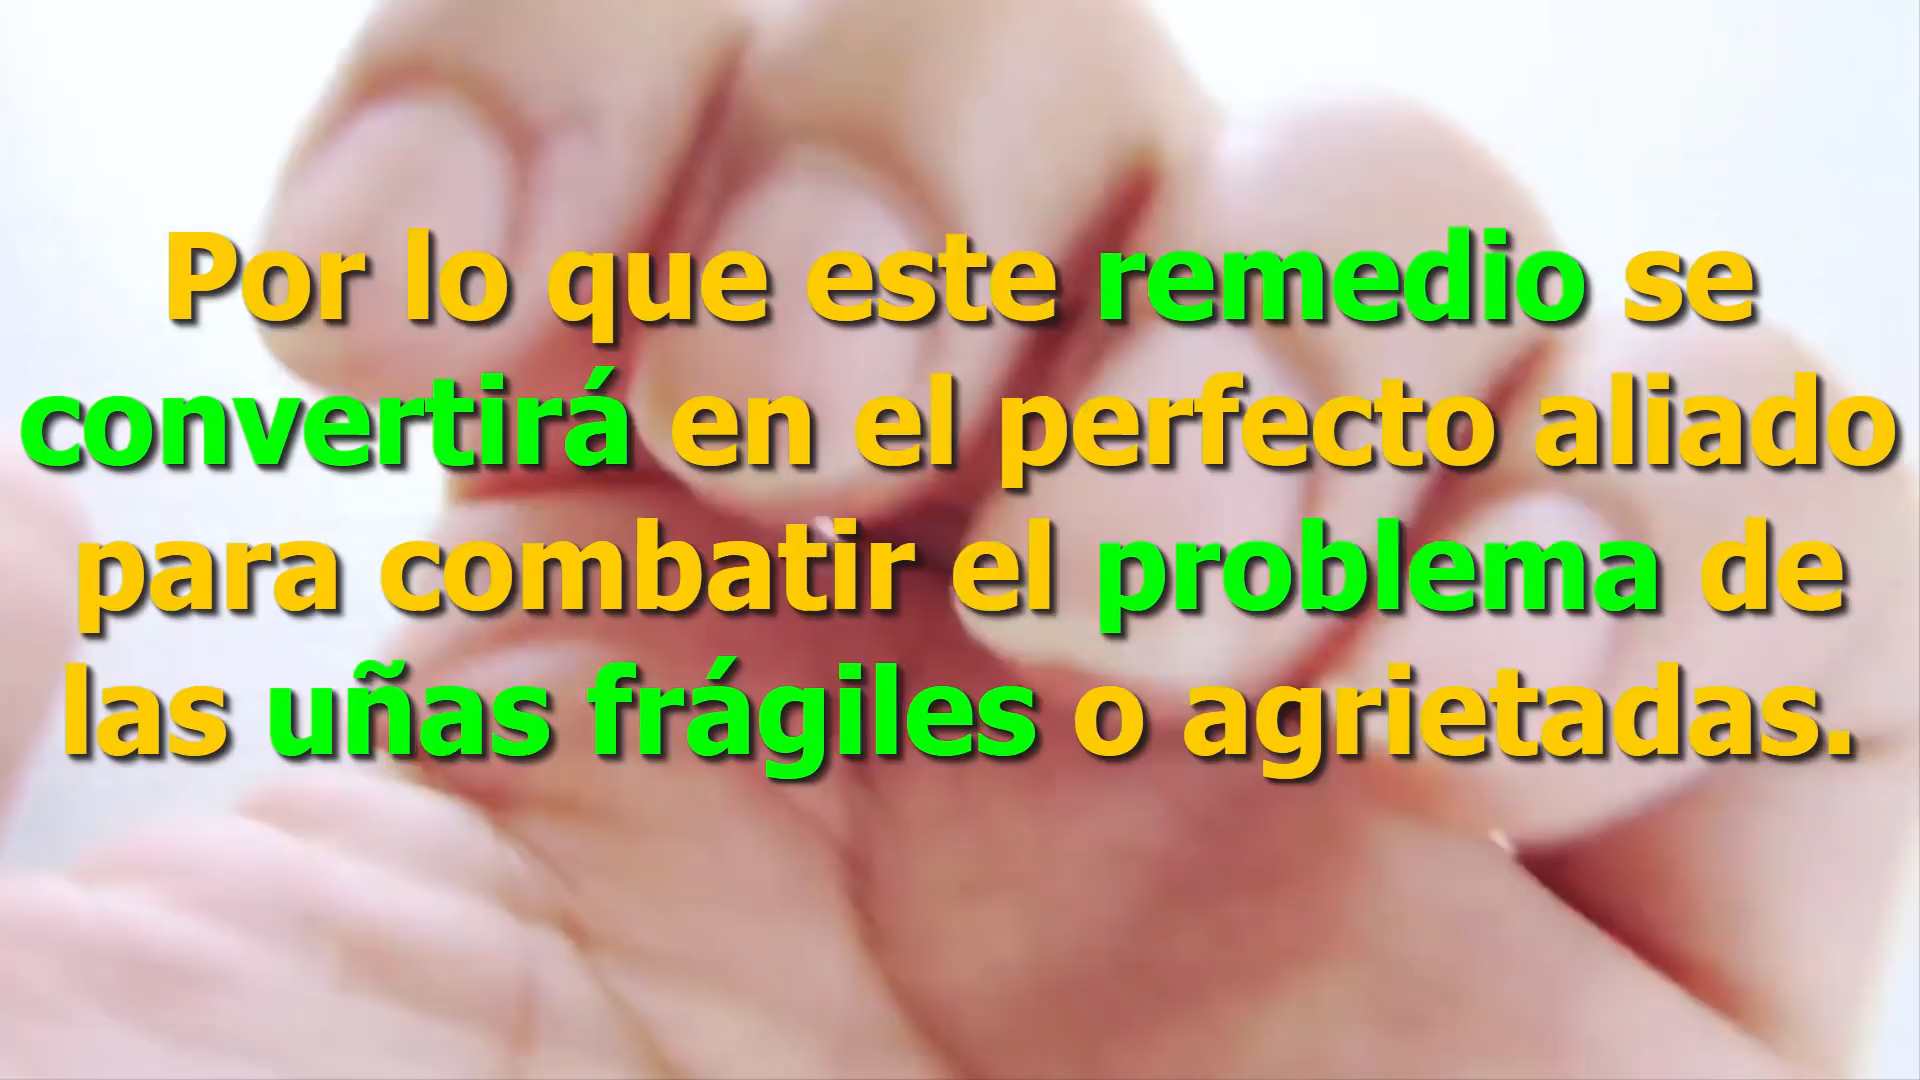 Por lo que este remedio se
convertirá en el perfecto aliado
para combatir el problema de
las uñas frágiles o agrietadas.